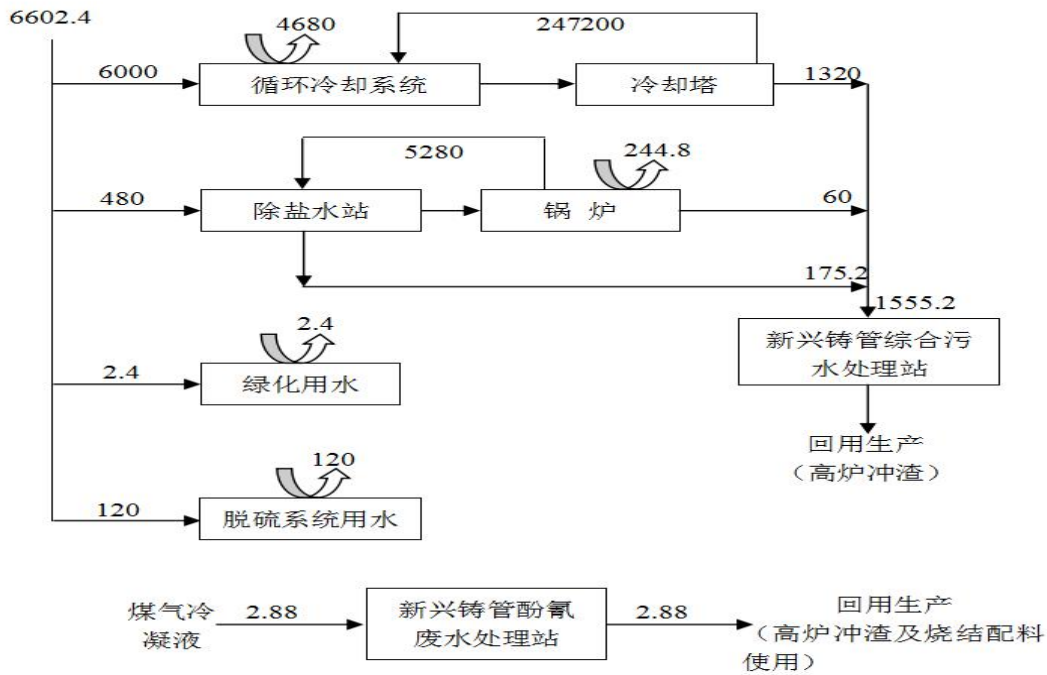 6602.4
4680
247200
6000
循环冷却系统
冷却塔
1320
5280
244.8
480
除盐水站
锅 炉
60
175.2
1555.2
新兴铸管综合污
水处理站
2.4
2.4
绿化用水
回用生产
（高炉冲渣）
120
120
脱硫系统用水
煤气冷
凝液
2.88
新兴铸管酚氰
废水处理站
2.88
回用生产
（高炉冲渣及烧结配料
使用）